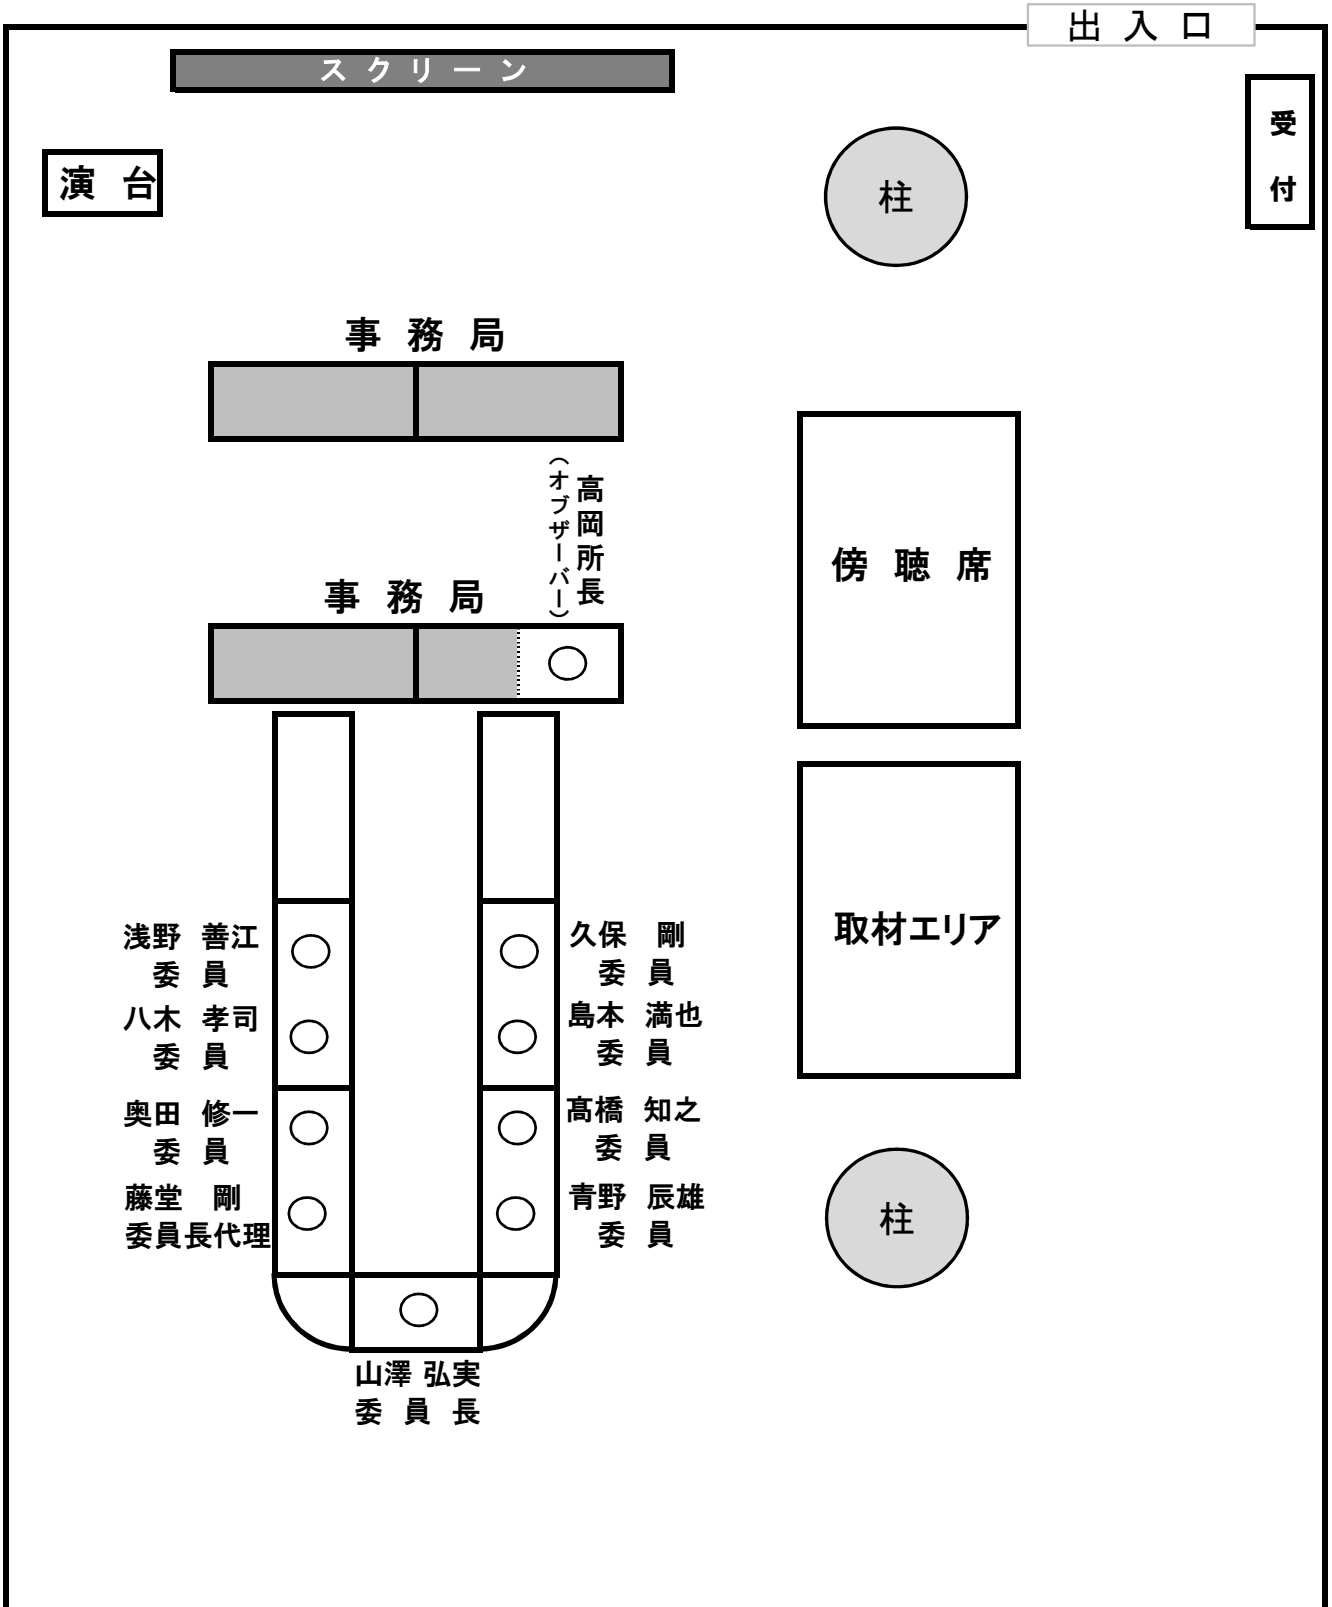 出 入 口
スクリーン
受
付
演 台
柱
事 務 局
高岡所長
（オブザーバー）
事 務 局
傍 聴 席
取材エリア
浅野 善江
委 員
八木 孝司
委 員
奥田 修一
委 員
藤堂 剛
委員長代理
久保 剛
委 員
島本 満也
委 員
髙橋 知之
委 員
青野 辰雄
委 員
柱
山澤 弘実
委 員 長